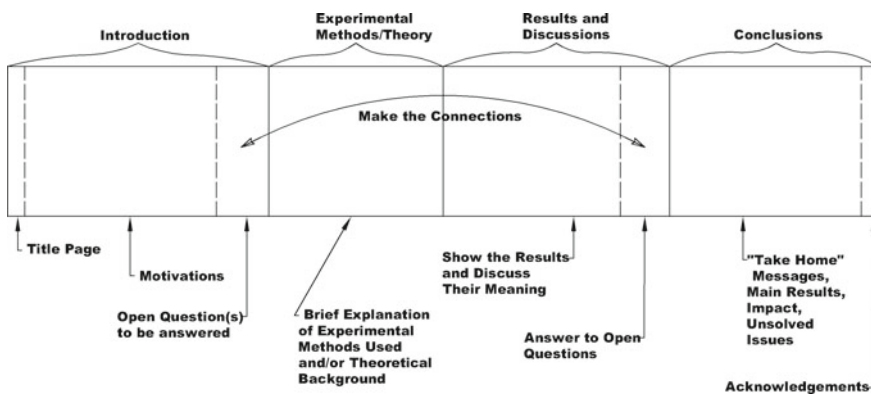 Introduction
Experimental
Methods/Theory
Results and
Discussions
Conclusions
Make the Connections
Title Page
Motivations
Open Question(s)
to be answered
Brief Explanation
of Experimental
Methods Used
and/or Theoretical
Background
Show the Results
and Discuss
Their Meaning
Answer to Open
Questions
"Take Home"
Messages,
Main Results,
Impact,
Unsolved
Issues
Acknowledgements